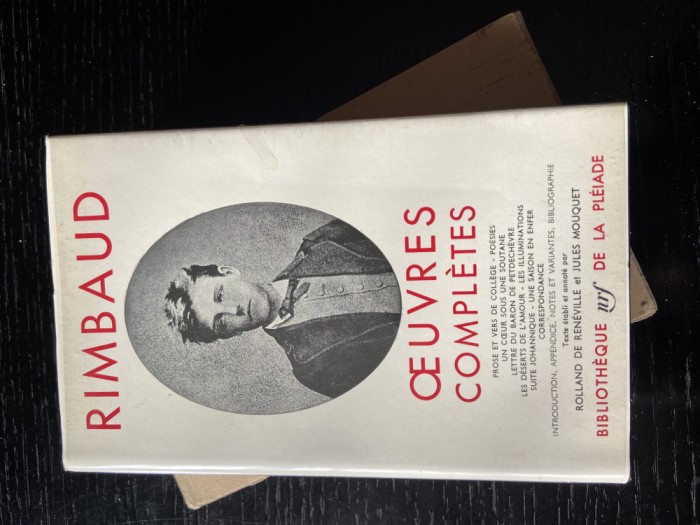 RIMBAUD
ŒUVRES
COMPLÈTES
PROSE ET VERS DE COLLÈGE - POÉSIES
UN CŒUR SOUS UNE SOUTANE
LETTRE DU BARON DE PETDECHÈVRE
LES DÉSERTS DE L'AMOUR - LES ILLUMINATIONS
SUITE JOHANNIQUE - UNE SAISON EN ENFER
CORRESPONDANCE
INTRODUCTION, APPENDICE, NOTES ET VARIANTES, BIBLIOGRAPHIE
Texte établi et annoté par
ROLLAND DE RENÉVILLE et JULES MOUQUET
BIBLIOTHÈQUE nrf DE LA PLÉIADE